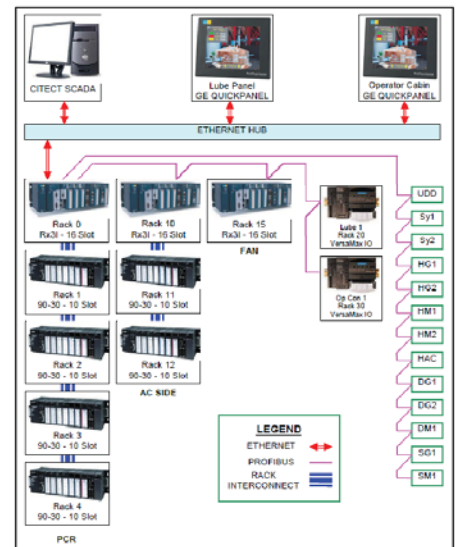 CITECT SCADA
Lube Panel
GE QUICKPANEL
Operator Cabin
GE QUICKPANEL
ETHERNET HUB
Rack 0
Rx3I - 16 Slot
Rack 10
Rx3I - 16 Slot
Rack 15
Rx3I - 16 Slot
FAN
Lube 1
Rack 20
VersaMax IO
Rack 1
90-30 - 10 Slot
Rack 11
90-30 - 10 Slot
Op Con 1
Rack 30
VersaMax IO
Rack 2
90-30 - 10 Slot
Rack 12
90-30 - 10 Slot
AC SIDE
Rack 3
90-30 - 10 Slot
Rack 4
90-30 - 10 Slot
PCR
UDD
Sy1
Sy2
HG1
HG2
HM1
HM2
HAC
DG1
DG2
DM1
SG1
SM1
LEGEND
ETHERNET
PROFIBUS
RACK
INTERCONNECT